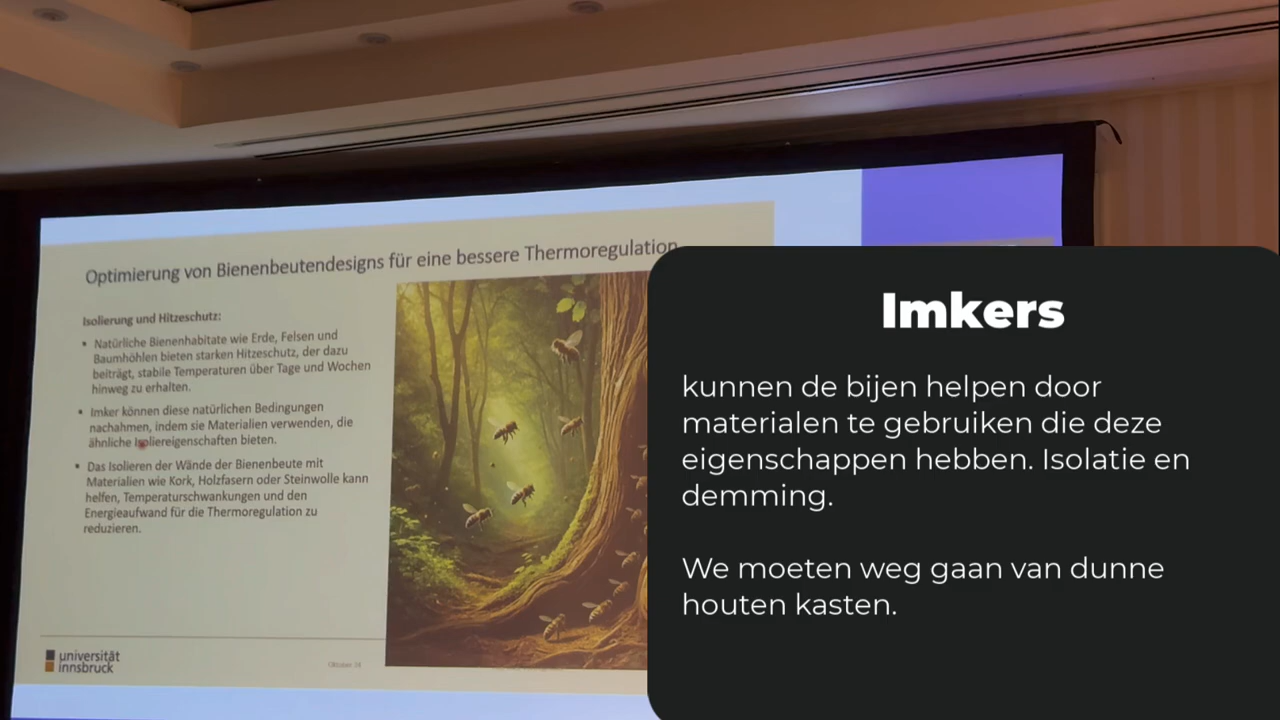 Optimierung von Bienenbeutendesigns für eine bessere Thermoregulation
Isolierung und Hitzeschutz:
• Natürliche Bienenhabitate wie Erde, Felsen und
Baumhöhlen bieten starken Hitzeschutz, der dazu
beiträgt, stabile Temperaturen über Tage und Wochen
hinweg zu erhalten.
• Imker können diese natürlichen Bedingungen
nachahmen, indem sie Materialien verwenden, die
ähnliche Isoliereigenschaften bieten.
• Das Isolieren der Wände der Bienenbeute mit
Materialien wie Kork, Holzfasern oder Steinwolle kann
helfen, Temperaturschwankungen und den
Energieaufwand für die Thermoregulation zu
reduzieren.
universität
innsbruck
Oktober 24
Imkers
kunnen de bijen helpen door
materialen te gebruiken die deze
eigenschappen hebben. Isolatie en
demming.
We moeten weg gaan van dunne
houten kasten.